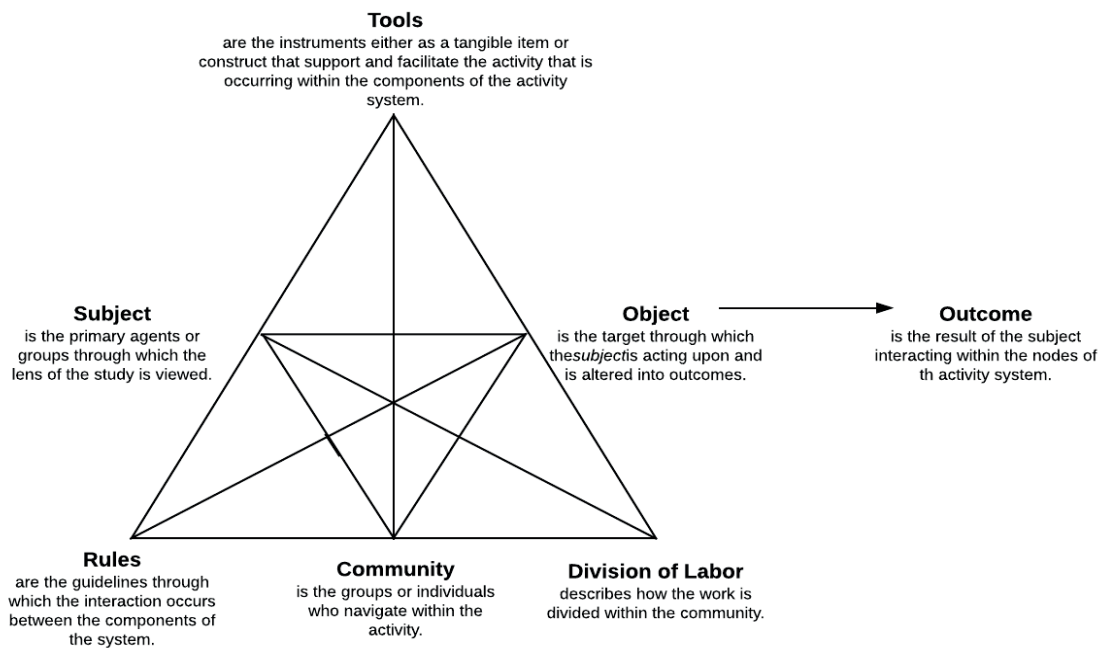 Tools
are the instruments either as a tangible item or
construct that support and facilitate the activity that is
occurring within the components of the activity
system.
Subject
is the primary agents or
groups through which the
lens of the study is viewed.
Object
is the target through which
thesubjectis acting upon and
is altered into outcomes.
Outcome
is the result of the subject
interacting within the nodes of
th activity system.
Rules
are the guidelines through
which the interaction occurs
between the components of
the system.
Community
is the groups or individuals
who navigate within the
activity.
Division of Labor
describes how the work is
divided within the community.